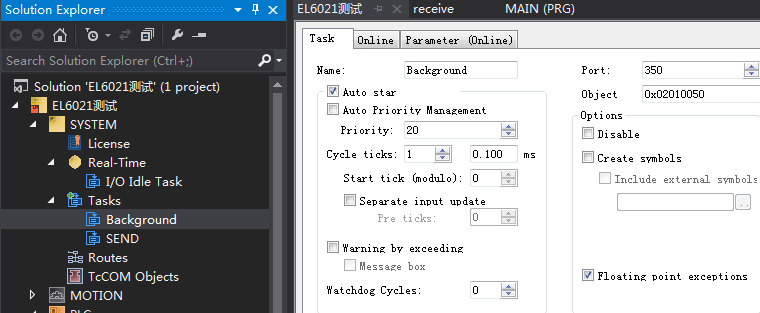 Solution Explorer
Search Solution Explorer (Ctrl+;)
Solution 'EL6021测试' (1 project)
EL6021测试
SYSTEM
License
Real-Time
I/O Idle Task
Tasks
Background
SEND
Routes
TcCOM Objects
MOTION
EL6021测试
receive
MAIN (PRG)
Task
Online
Parameter (Online)
Name:
Background
Port:
350
Auto star
Object
0x02010050
Auto Priority Management
Options
Priority:
20
Disable
Cycle ticks:
1
0.100
ms
Create symbols
Start tick (modulo):
0
Include external symbols
Separate input update
Pre ticks:
0
...
Warning by exceeding
Message box
Floating point exceptions
Watchdog Cycles:
0